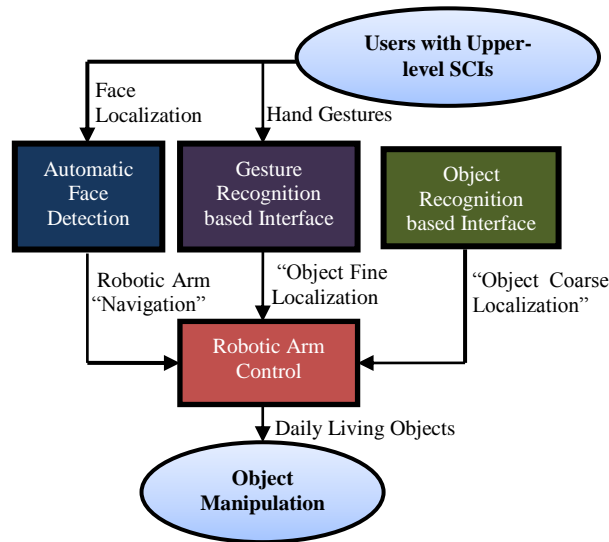 Users with Upper-
level SCIs
Face
Localization
Hand Gestures
Automatic
Face
Detection
Gesture
Recognition
based Interface
Object
Recognition
based Interface
Robotic Arm
“Navigation”
“Object Fine
Localization
“Object Coarse
Localization”
Robotic Arm
Control
Daily Living Objects
Object
Manipulation